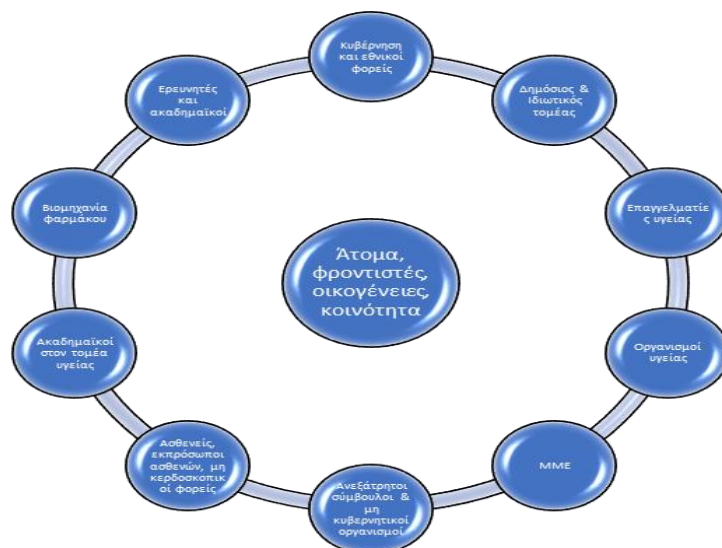 Κυβέρνηση
και εθνικοί
φορείς
Δημόσιος &
Ιδιωτικός
τομέας
Επαγγελματίε
ς υγείας
Οργανισμοί
υγείας
ΜΜΕ
Ανεξάτρητοι
σύμβουλοι &
μη
κυβερνητικοί
οργανισμοί
Ασθενείς,
εκπρόσωποι
ασθενών, μη
κερδοσκοπικ
οί φορείς
Ακαδημαϊκοί
στον τομέα
υγείας
Βιομηχανία
φαρμάκου
Ερευνητές
και
ακαδημαϊκοί
Άτομα,
φροντιστές,
οικογένειες,
κοινότητα